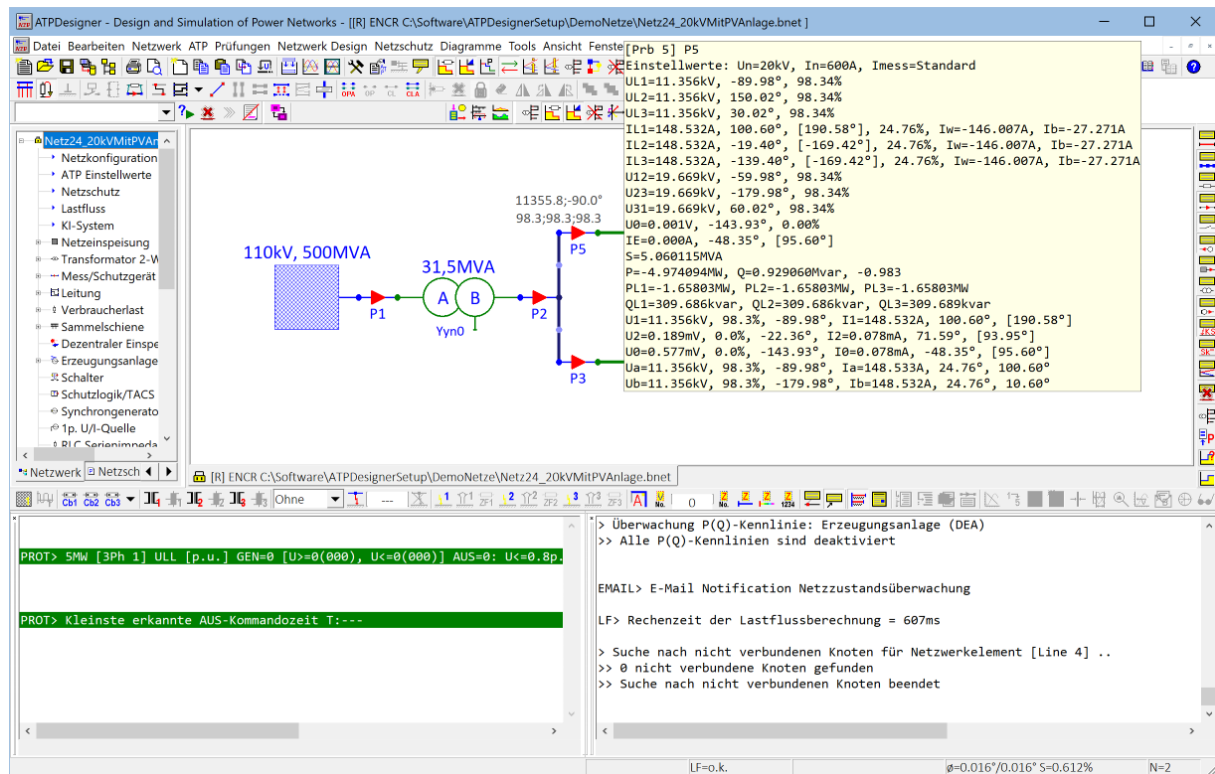 ATPDesigner - Design and Simulation of Power Networks - [[R] ENCR C:\Software\ATPDesignerSetup\DemoNetze\Netz24_20kVMitPVAnlage.bnet ]
Datei Bearbeiten Netzwerk ATP Prüfungen Netzwerk Design Netzschutz Diagramme Tools Ansicht Fenste
[Prb 5] P5
Einstellwerte: Un=20kV, In=600A, Imess=Standard
UL1=11.356kV, -89.98°, 98.34%
UL2=11.356kV, 150.02°, 98.34%
UL3=11.356kV, 30.02°, 98.34%
IL1=148.532A, 100.60°, [190.58°], 24.76%, Iw=-146.007A, Ib=-27.271A
IL2=148.532A, -19.40°, [-169.42°], 24.76%, Iw=-146.007A, Ib=-27.271A
IL3=148.532A, -139.40°, [-169.42°], 24.76%, Iw=-146.007A, Ib=-27.271A
U12=19.669kV, -59.98°, 98.34%
U23=19.669kV, -179.98°, 98.34%
U31=19.669kV, 60.02°, 98.34%
U0=0.001V, -143.93°, 0.00%
IE=0.000A, -48.35°, [95.60°]
S=5.060115MVA
P=-4.974094MW, Q=0.929060Mvar, -0.983
PL1=-1.65803MW, PL2=-1.65803MW, PL3=-1.65803MW
QL1=309.686kvar, QL2=309.686kvar, QL3=309.689kvar
U1=11.356kV, 98.3%, -89.98°, I1=148.532A, 100.60°, [190.58°]
U2=0.189mV, 0.0%, -22.36°, I2=0.078mA, 71.59°, [93.95°]
U0=0.577mV, 0.0%, -143.93°, I0=0.078mA, -48.35°, [95.60°]
Ua=11.356kV, 98.3%, -89.98°, Ia=148.533A, 24.76°, 100.60°
Ub=11.356kV, 98.3%, -179.98°, Ib=148.533A, 24.76°, 10.60°
OPA OP CL CLA
Netz24_20kVMitPVAn
Netzkonfiguration
ATP Einstellwerte
Netzschutz
Lastfluss
KI-System
Netzeinspeisung
Transformator 2-W
Mess/Schutzgerät
Leitung
Verbraucherlast
Sammelschiene
Dezentraler Einspe
Erzeugungsanlage
Schalter
Schutzlogik/TACS
Synchrongenerato
1p. U/I-Quelle
RLC Serienimpeda
Netzwerk Netzsch
11355.8;-90.0°
98.3;98.3;98.3
P5
110kV, 500MVA
31,5MVA
A B
P1
P2
Yyn0
P3
[R] ENCR C:\Software\ATPDesignerSetup\DemoNetze\Netz24_20kVMitPVAnlage.bnet
Cb1 Cb2 Cb3 Ohne --- 0
PROT> 5MW [3Ph 1] ULL [p.u.] GEN=0 [U>=0(000), U<=0(000)] AUS=0: U<=0.8p.
PROT> Kleinste erkannte AUS-Kommandozeit T:---
> Überwachung P(Q)-Kennlinie: Erzeugungsanlage (DEA)
>> Alle P(Q)-Kennlinien sind deaktiviert
EMAIL> E-Mail Notification Netzzustandsüberwachung
LF> Rechenzeit der Lastflussberechnung = 607ms
> Suche nach nicht verbundenen Knoten für Netzwerkelement [Line 4] ..
>> 0 nicht verbundene Knoten gefunden
>> Suche nach nicht verbundenen Knoten beendet
LF=o.k.
ø=0.016°/0.016° S=0.612%
N=2